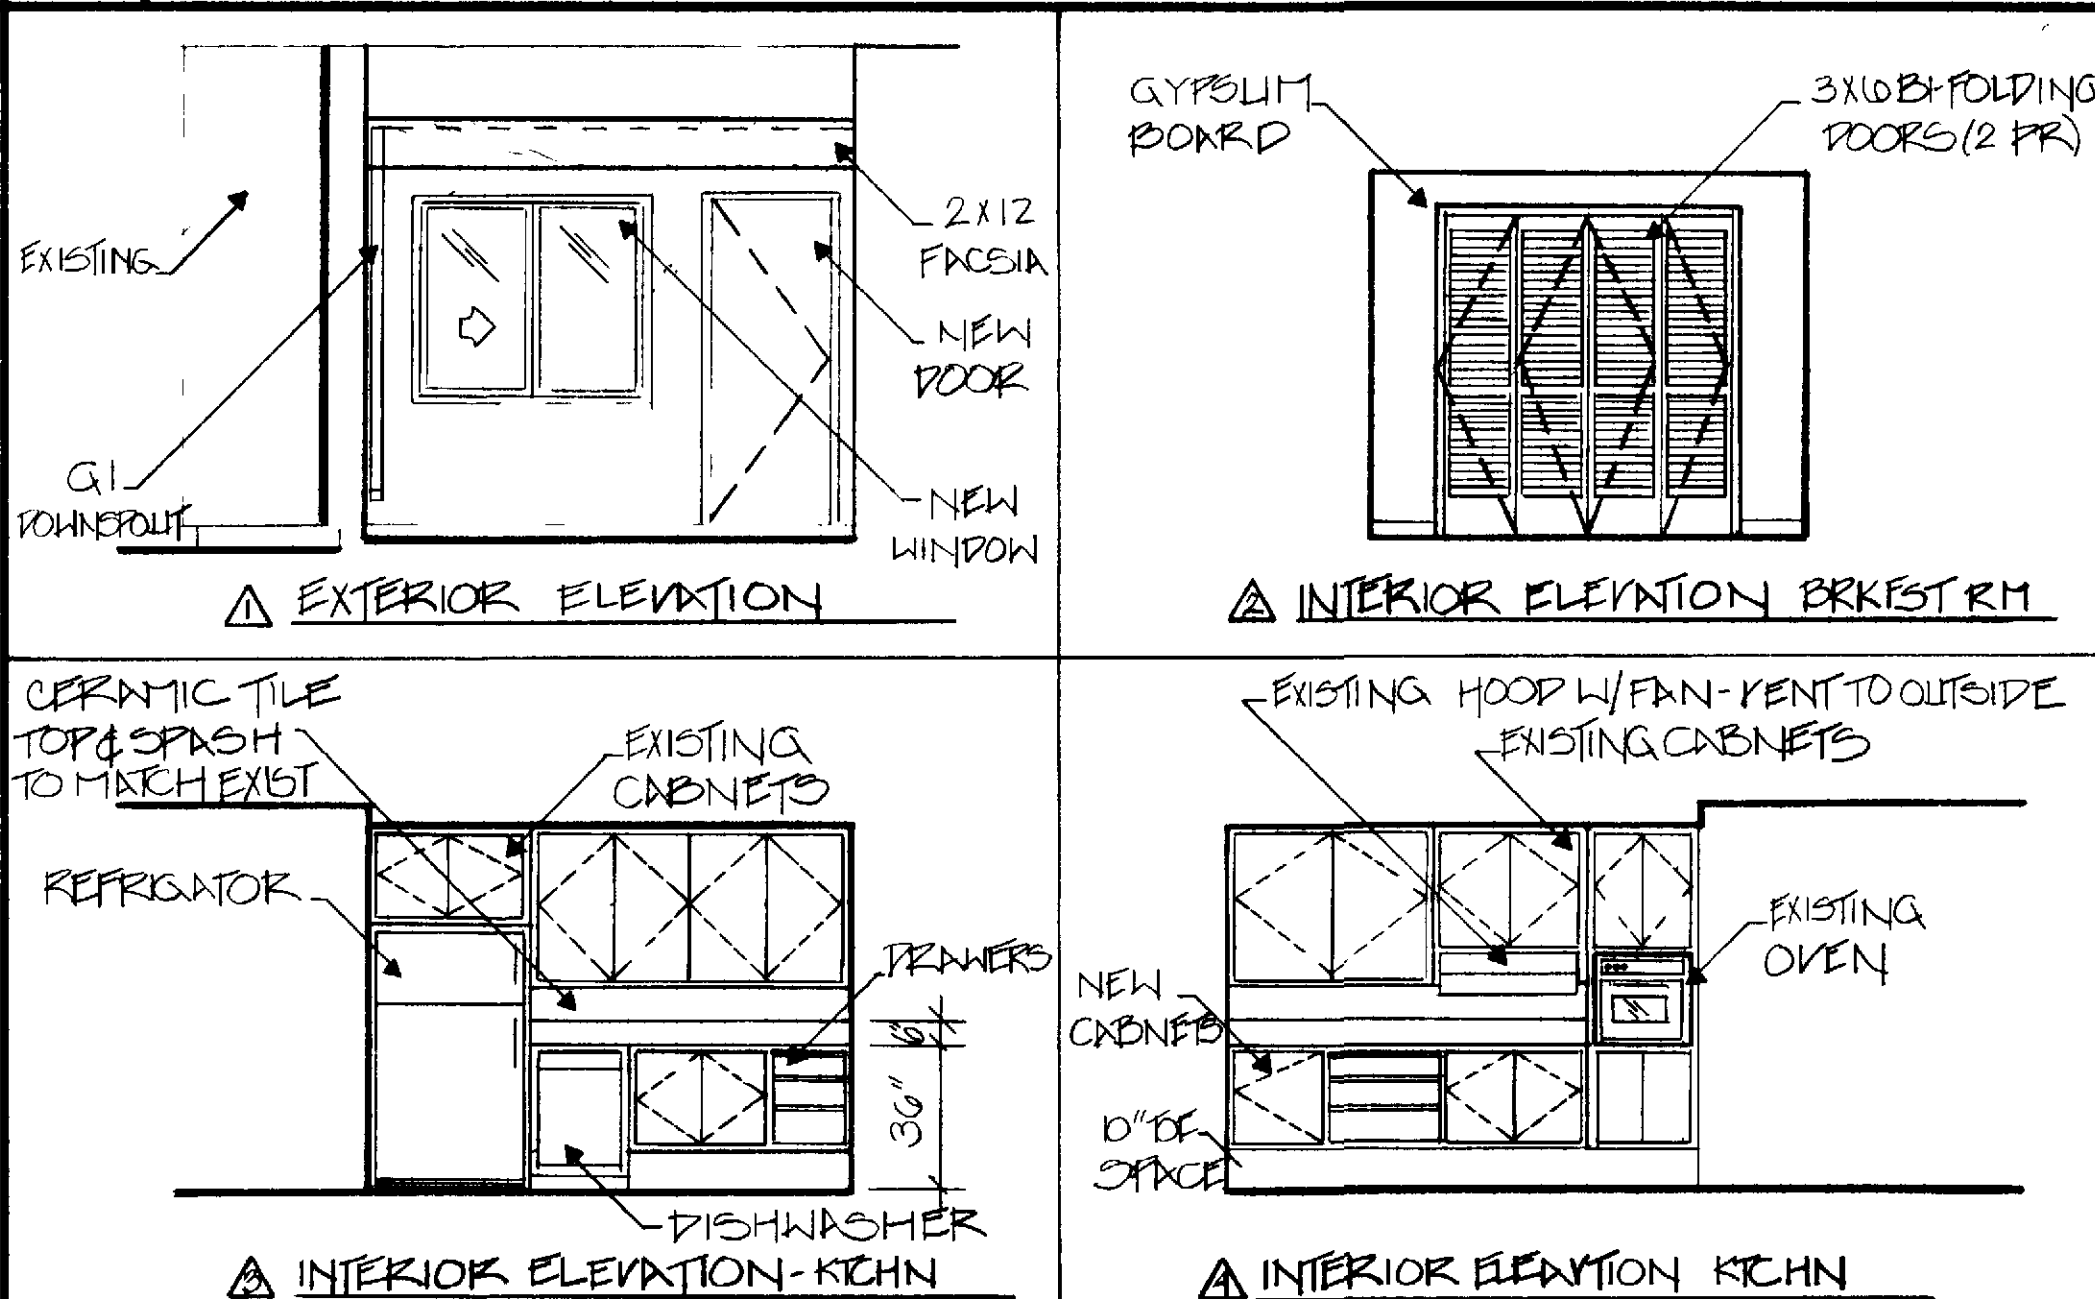 EXISTING
GI
DOWNSPOUT
2X12
FACSIA
NEW
DOOR
NEW
WINDOW
1 EXTERIOR ELEVATION
GYPSUM
BOARD
3X6 BI-FOLDING
DOORS (2 PR)
2 INTERIOR ELEVATION BRKFST RM
CERAMIC TILE
TOP & SPASH
TO MATCH EXIST
EXISTING
CABNETS
REFRIGATOR
DRAWERS
6"
36"
DISHWASHER
3 INTERIOR ELEVATION - KTCHN
EXISTING HOOD W/ FAN - VENT TO OUTSIDE
EXISTING CABNETS
EXISTING
OVEN
NEW
CABNETS
10" TOE
SPACE
4 INTERIOR ELEAVTION KTCHN